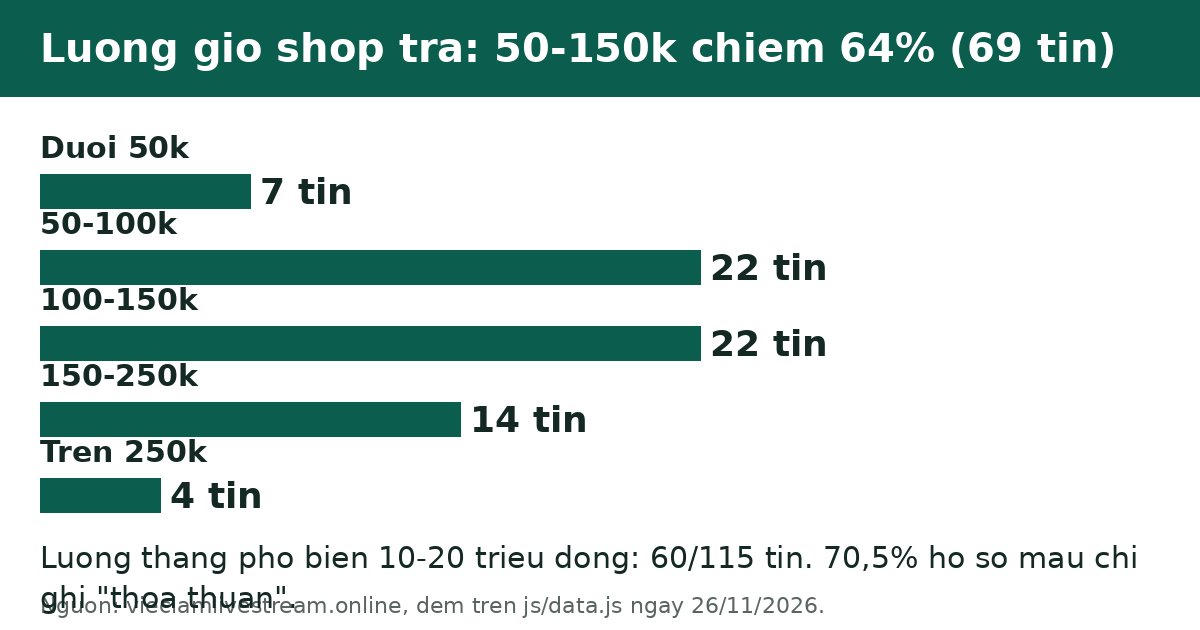 Luong gio shop tra: 50-150k chiem 64% (69 tin)
Duoi 50k
7 tin
50-100k
22 tin
100-150k
22 tin
150-250k
14 tin
Tren 250k
4 tin
Luong thang pho bien 10-20 trieu dong: 60/115 tin. 70,5% ho so mau chi
ghi "thoa thuan".
Nguon: vieclamlivestream.online, dem tren js/data.js ngay 26/11/2026.